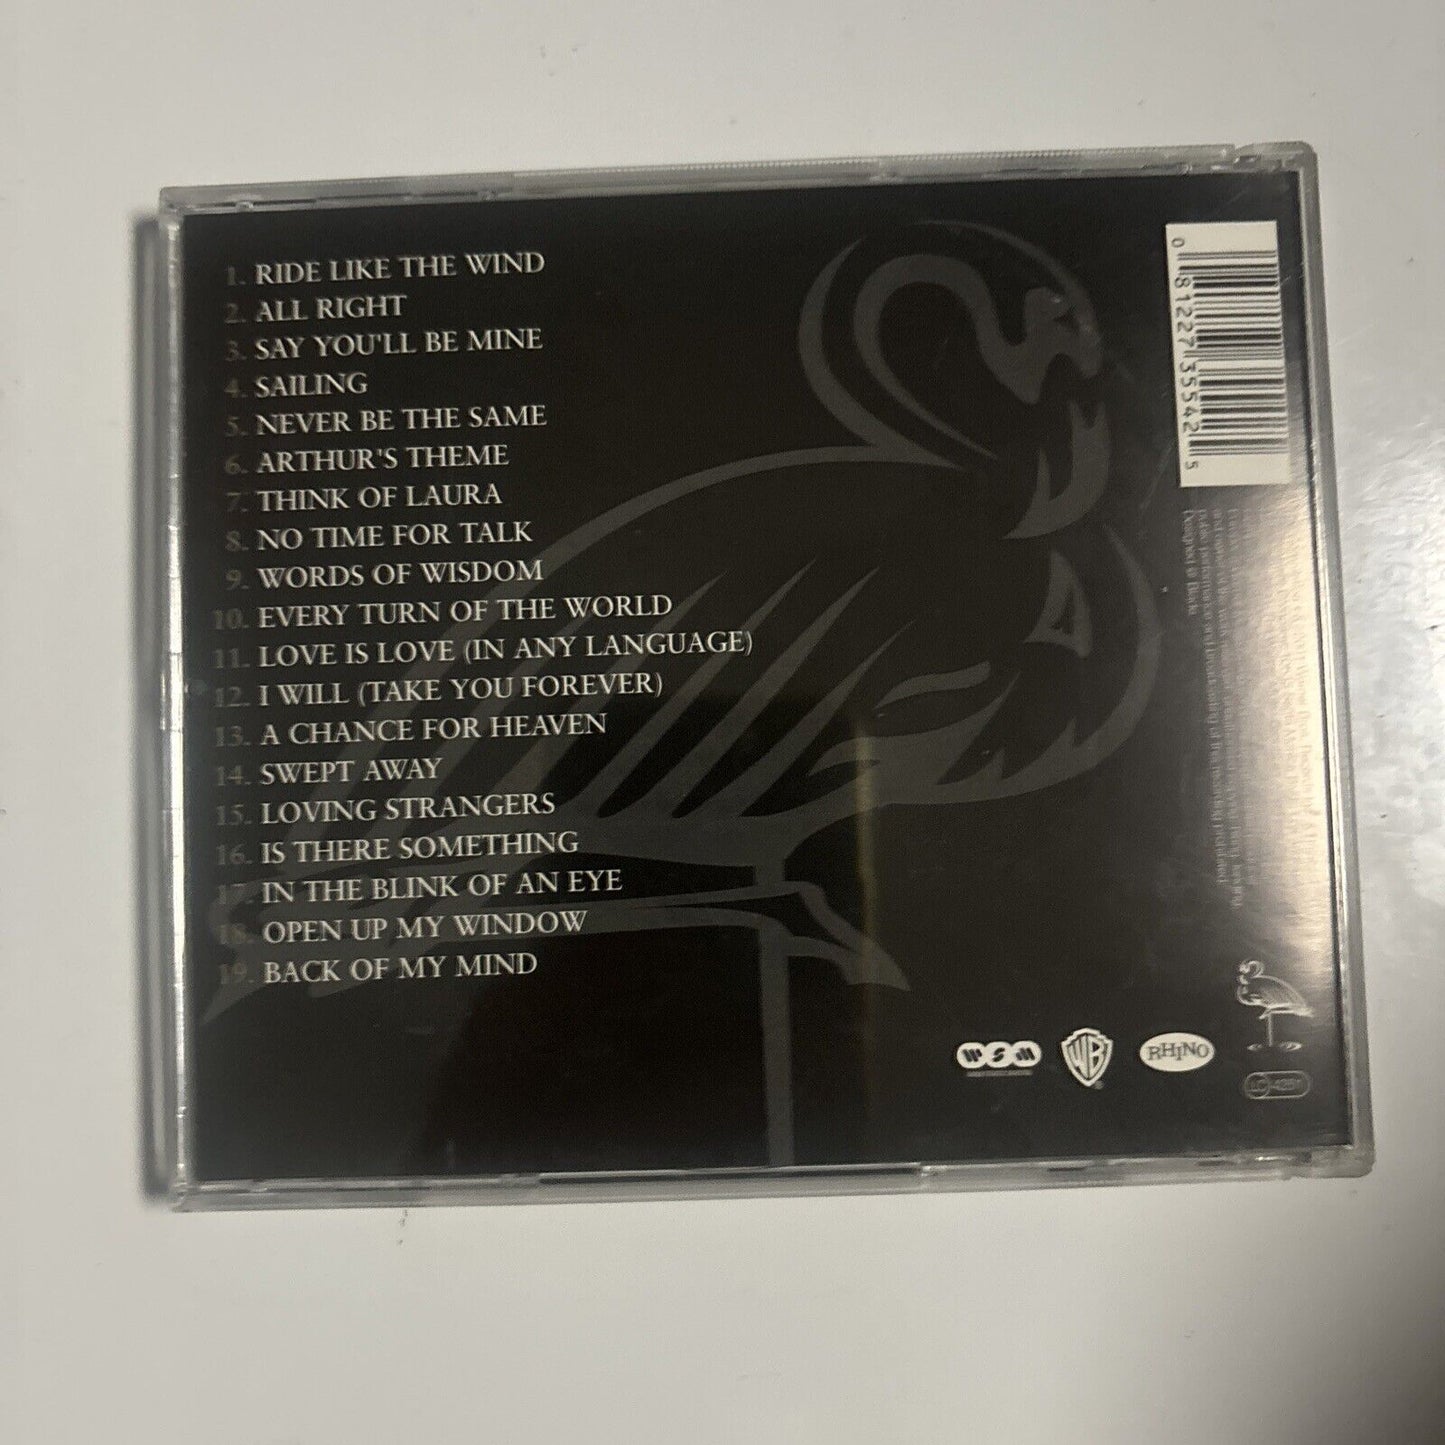 1. RIDE LIKE THE WIND
2. ALL RIGHT
3. SAY YOU'LL BE MINE
4. SAILING
5. NEVER BE THE SAME
6. ARTHUR'S THEME
7. THINK OF LAURA
8. NO TIME FOR TALK
9. WORDS OF WISDOM
10. EVERY TURN OF THE WORLD
11. LOVE IS LOVE (IN ANY LANGUAGE)
12. I WILL (TAKE YOU FOREVER)
13. A CHANCE FOR HEAVEN
14. SWEPT AWAY
15. LOVING STRANGERS
16. IS THERE SOMETHING
17. IN THE BLINK OF AN EYE
18. OPEN UP MY WINDOW
19. BACK OF MY MIND
0 81227 35542 5
Designed @ Blade
WSM
WB
RHINO
LC 4281